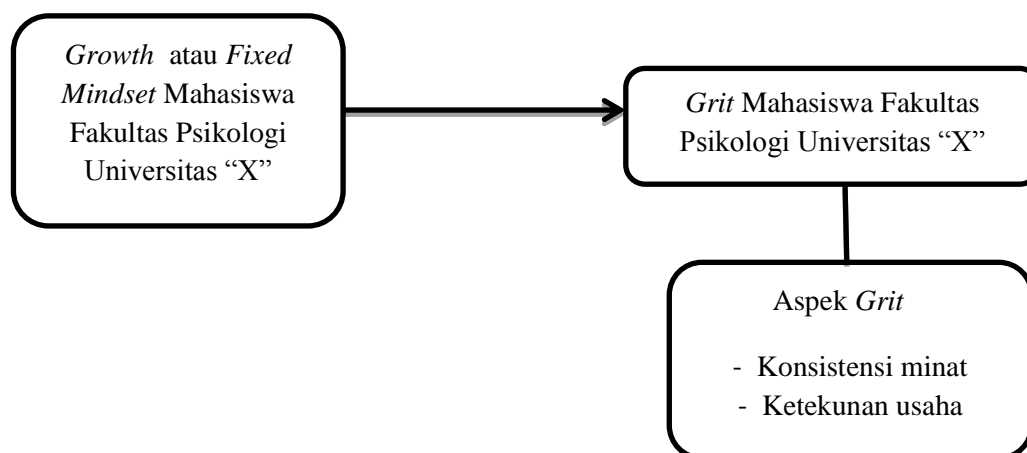 Growth atau Fixed
Mindset Mahasiswa
Fakultas Psikologi
Universitas “X”
Grit Mahasiswa Fakultas
Psikologi Universitas “X”
Aspek Grit
- Konsistensi minat
- Ketekunan usaha